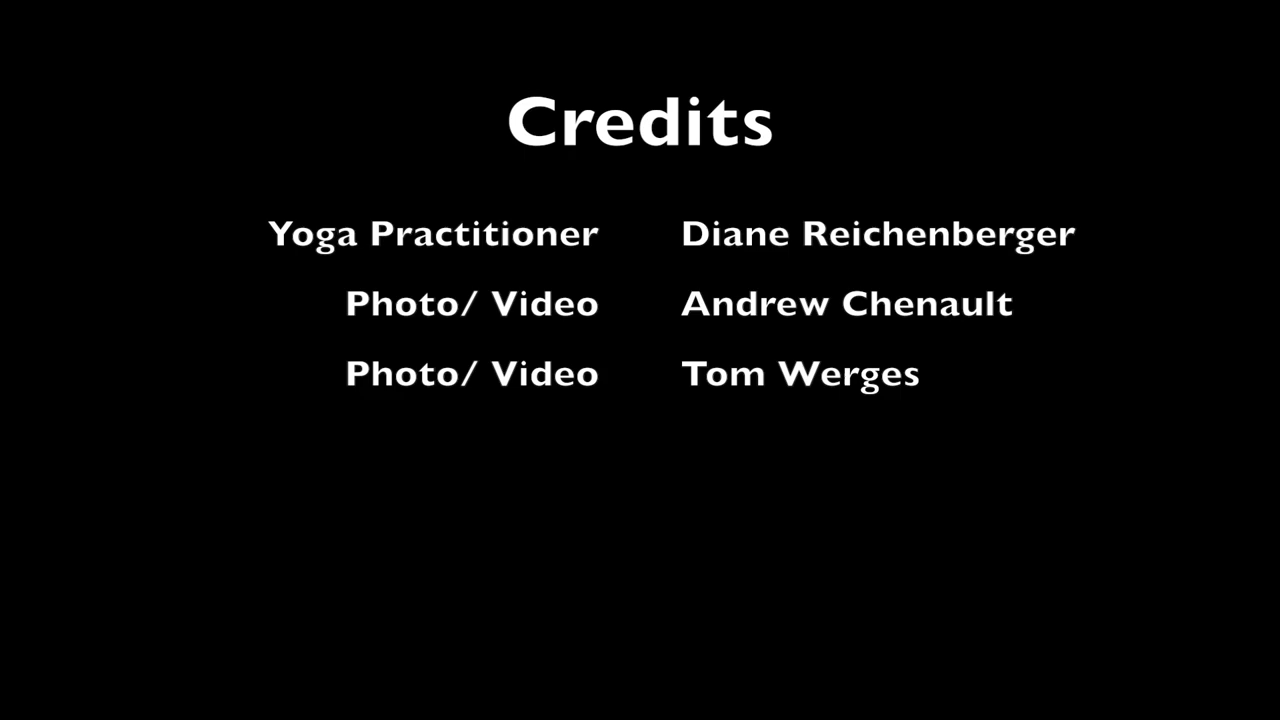 Credits
Yoga Practitioner Diane Reichenberger
Photo/ Video Andrew Chenault
Photo/ Video Tom Werges